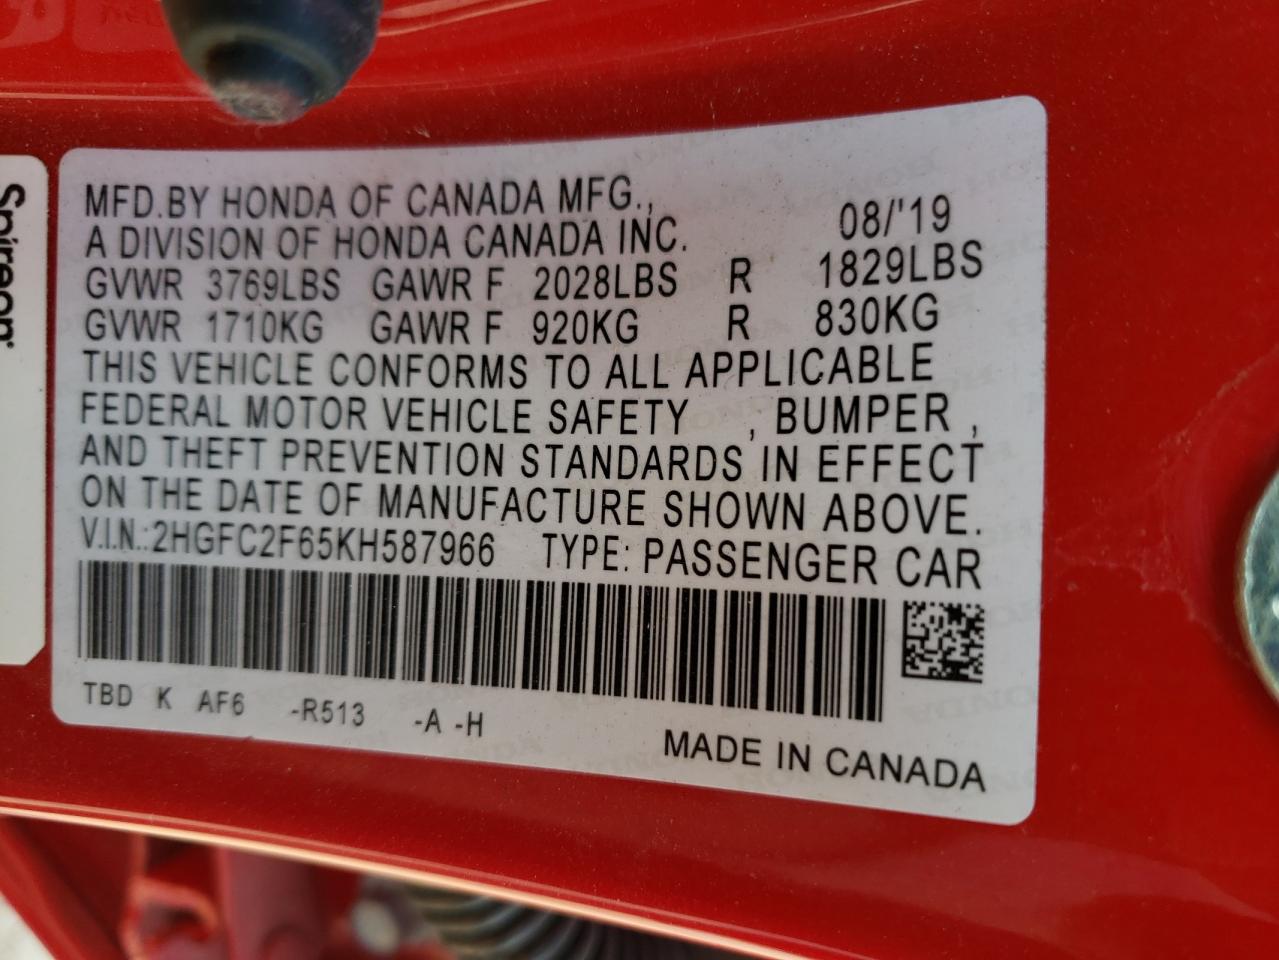 Spireon
MFD.BY HONDA OF CANADA MFG.,
A DIVISION OF HONDA CANADA INC. 08/'19
GVWR 3769LBS GAWR F 2028LBS R 1829LBS
GVWR 1710KG GAWR F 920KG R 830KG
THIS VEHICLE CONFORMS TO ALL APPLICABLE
FEDERAL MOTOR VEHICLE SAFETY , BUMPER ,
AND THEFT PREVENTION STANDARDS IN EFFECT
ON THE DATE OF MANUFACTURE SHOWN ABOVE.
V.I.N.:2HGFC2F65KH587966 TYPE: PASSENGER CAR
TBD K AF6 -R513 -A -H
MADE IN CANADA